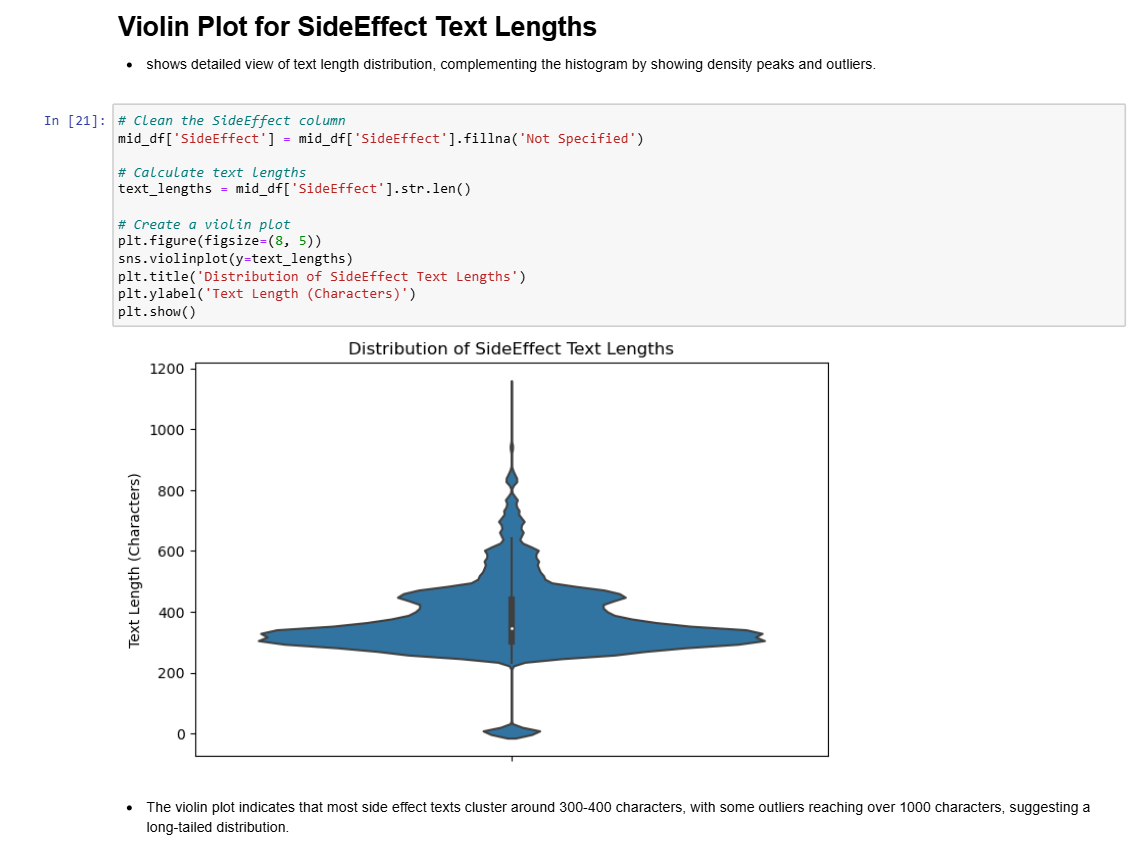 Violin Plot for SideEffect Text Lengths
• shows detailed view of text length distribution, complementing the histogram by showing density peaks and outliers.
In [21]: # Clean the SideEffect column
mid_df['SideEffect'] = mid_df['SideEffect'].fillna('Not Specified')
# Calculate text lengths
text_lengths = mid_df['SideEffect'].str.len()
# Create a violin plot
plt.figure(figsize=(8, 5))
sns.violinplot(y=text_lengths)
plt.title('Distribution of SideEffect Text Lengths')
plt.ylabel('Text Length (Characters)')
plt.show()
Distribution of SideEffect Text Lengths
1200
1000
800
600
400
200
0
Text Length (Characters)
• The violin plot indicates that most side effect texts cluster around 300-400 characters, with some outliers reaching over 1000 characters, suggesting a
long-tailed distribution.